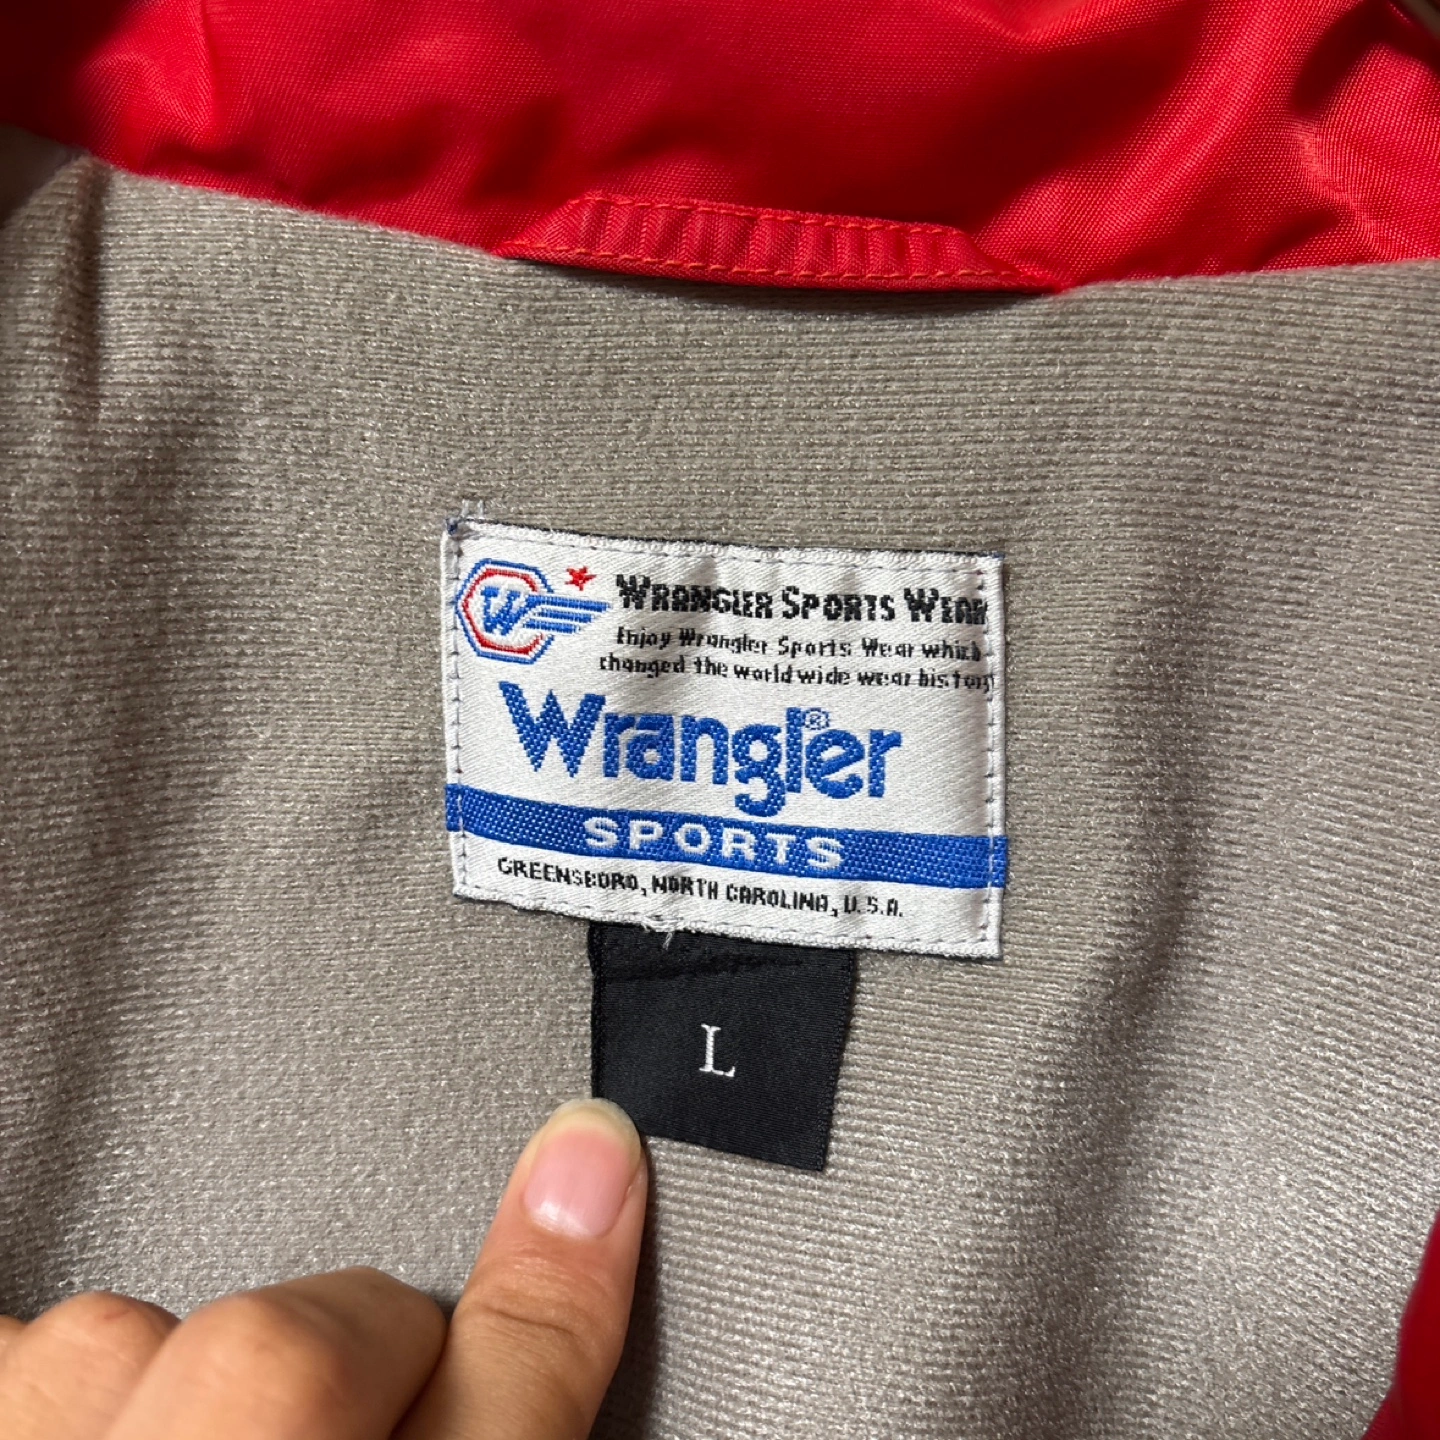 W
WRANGLER SPORTS WEAR
Enjoy Wrangler Sports Wear which
changed the world wide wear history
Wrangler®
SPORTS
GREENSBORO, NORTH CAROLINA, U.S.A.
L